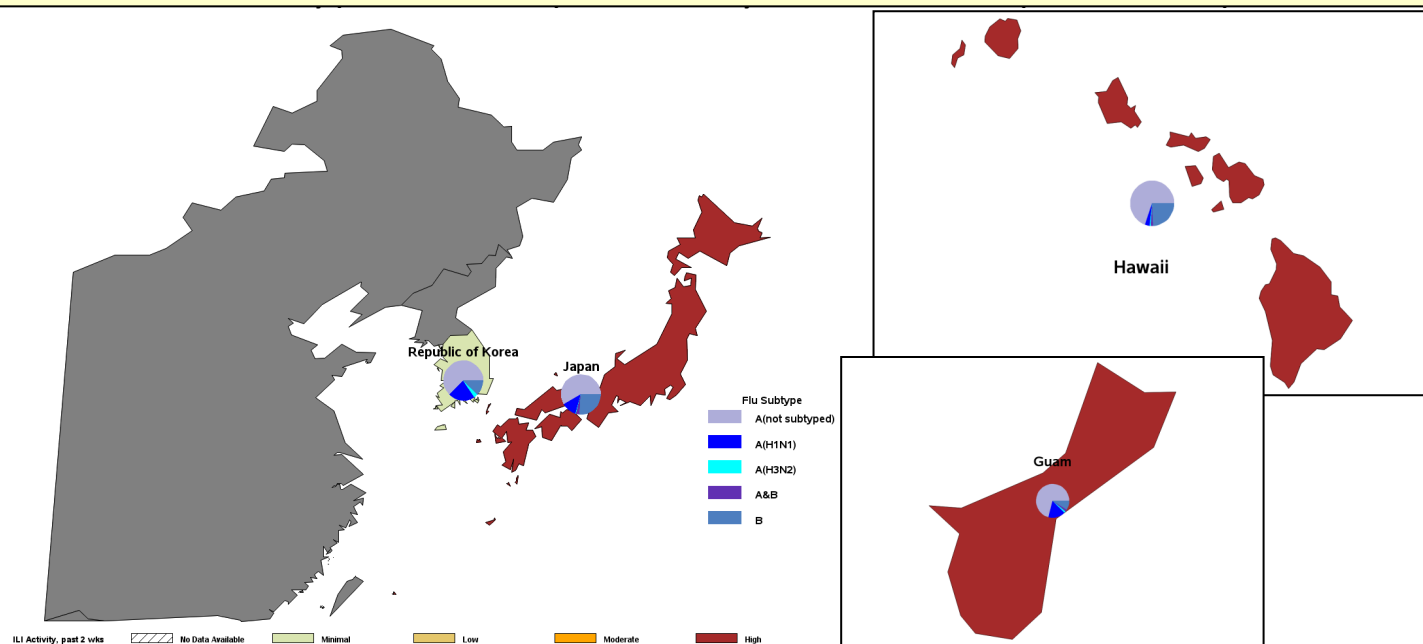 Hawaii
Republic of Korea
Japan
Flu Subtype
A(not subtyped)
A(H1N1)
A(H3N2)
A&B
B
Guam
ILI Activity, past 2 wks
No Data Available
Minimal
Low
Moderate
High